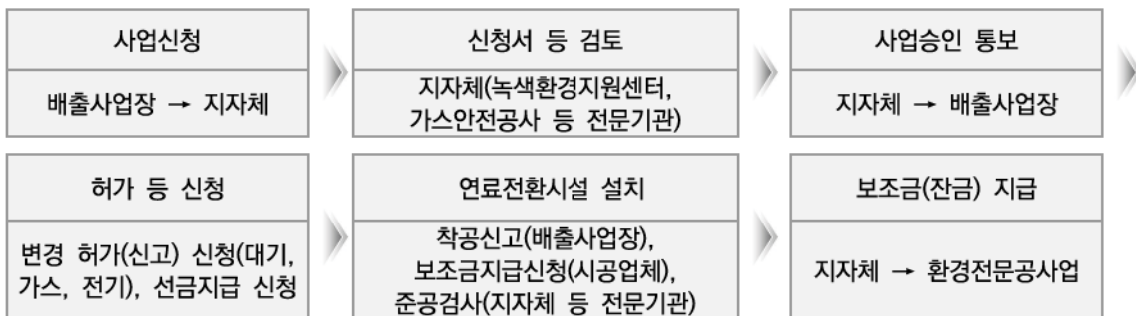 사업신청
배출사업장 → 지자체
신청서 등 검토
지자체(녹색환경지원센터,
가스안전공사 등 전문기관)
사업승인 통보
지자체 → 배출사업장
허가 등 신청
변경 허가(신고) 신청(대기,
가스, 전기), 선금지급 신청
연료전환시설 설치
착공신고(배출사업장),
보조금지급신청(시공업체),
준공검사(지자체 등 전문기관)
보조금(잔금) 지급
지자체 → 환경전문공사업